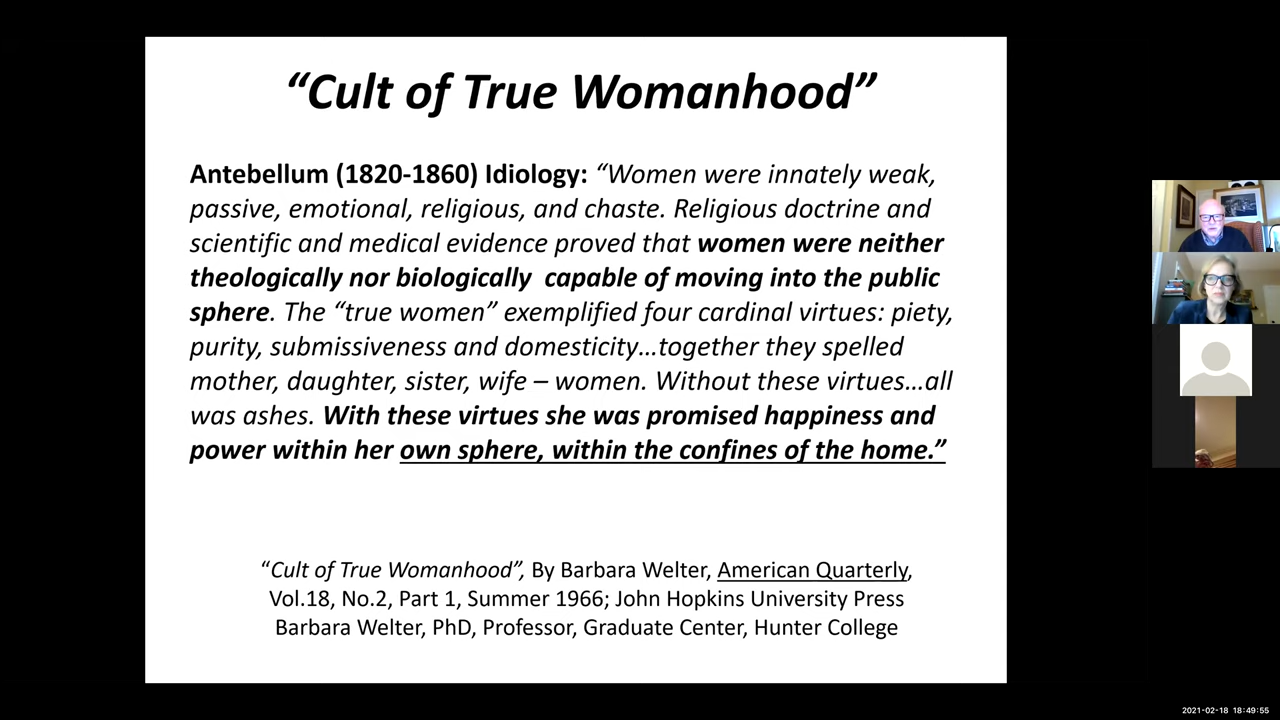 “Cult of True Womanhood”
Antebellum (1820-1860) Idiology: “Women were innately weak,
passive, emotional, religious, and chaste. Religious doctrine and
scientific and medical evidence proved that women were neither
theologically nor biologically capable of moving into the public
sphere. The “true women” exemplified four cardinal virtues: piety,
purity, submissiveness and domesticity…together they spelled
mother, daughter, sister, wife – women. Without these virtues…all
was ashes. With these virtues she was promised happiness and
power within her own sphere, within the confines of the home.”
“Cult of True Womanhood”, By Barbara Welter, American Quarterly,
Vol.18, No.2, Part 1, Summer 1966; John Hopkins University Press
Barbara Welter, PhD, Professor, Graduate Center, Hunter College
2021-02-18 18:49:55